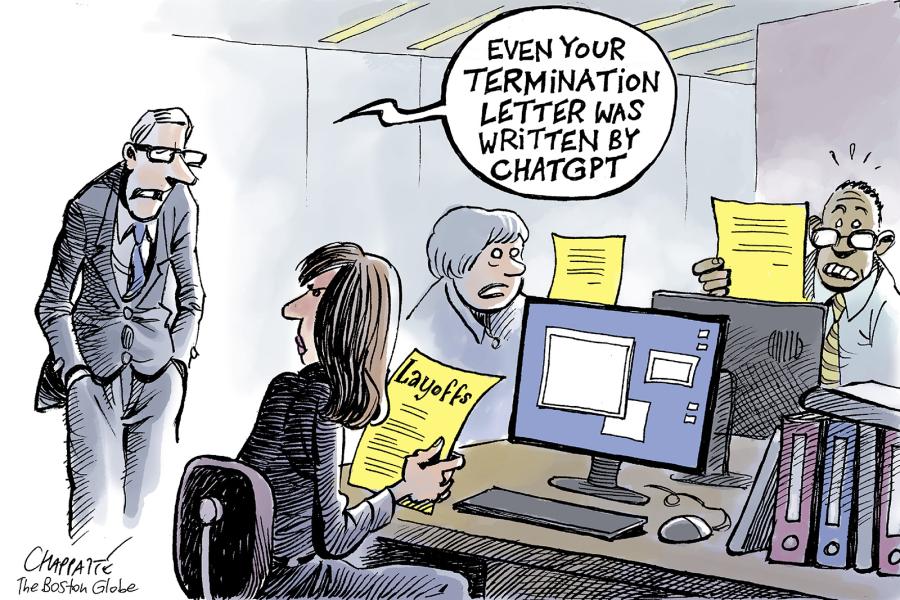 EVEN YOUR
TERMINATION
LETTER WAS
WRITTEN BY
CHATGPT
Layoffs
CHAPPATTE
The Boston Globe